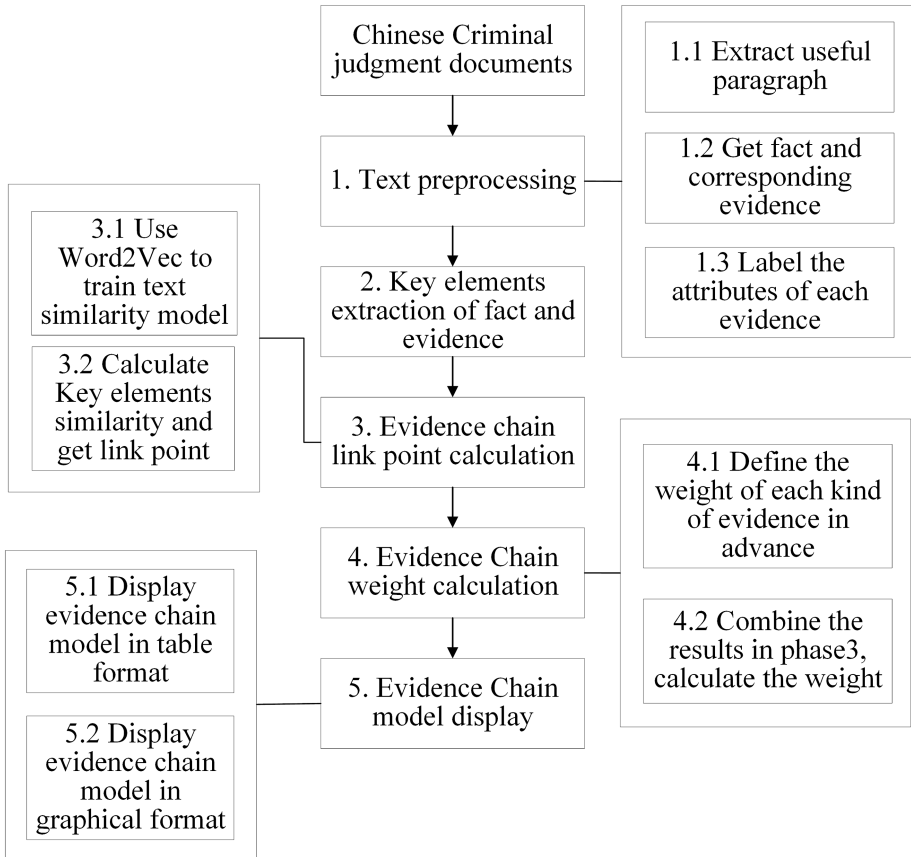 Chinese Criminal
judgment documents
1. Text preprocessing
1.1 Extract useful
paragraph
1.2 Get fact and
corresponding
evidence
1.3 Label the
attributes of each
evidence
2. Key elements
extraction of fact and
evidence
3. Evidence chain
link point calculation
3.1 Use
Word2Vec to
train text
similarity model
3.2 Calculate
Key elements
similarity and
get link point
4. Evidence Chain
weight calculation
4.1 Define the
weight of each kind
of evidence in
advance
4.2 Combine the
results in phase3,
calculate the weight
5. Evidence Chain
model display
5.1 Display
evidence chain
model in table
format
5.2 Display
evidence chain
model in
graphical format